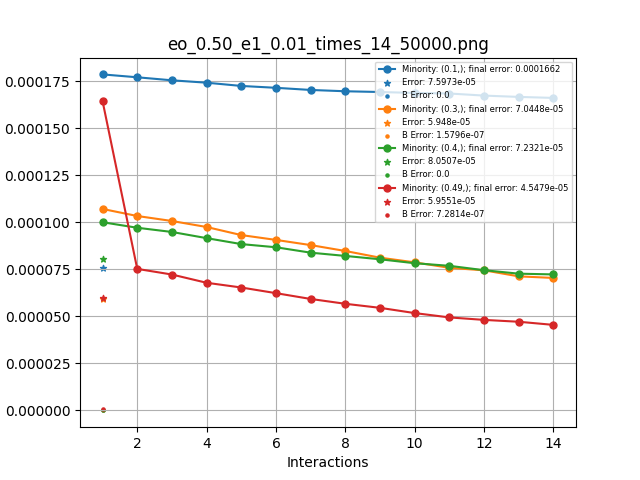 eo_0.50_e1_0.01_times_14_50000.png
Minority: (0.1,); final error: 0.0001662
Error: 7.5973e-05
B Error: 0.0
Minority: (0.3,); final error: 7.0448e-05
Error: 5.948e-05
B Error: 1.5796e-07
Minority: (0.4,); final error: 7.2321e-05
Error: 8.0507e-05
B Error: 0.0
Minority: (0.49,); final error: 4.5479e-05
Error: 5.9551e-05
B Error: 7.2814e-07
0.000175
0.000150
0.000125
0.000100
0.000075
0.000050
0.000025
0.000000
2 4 6 8 10 12 14
Interactions